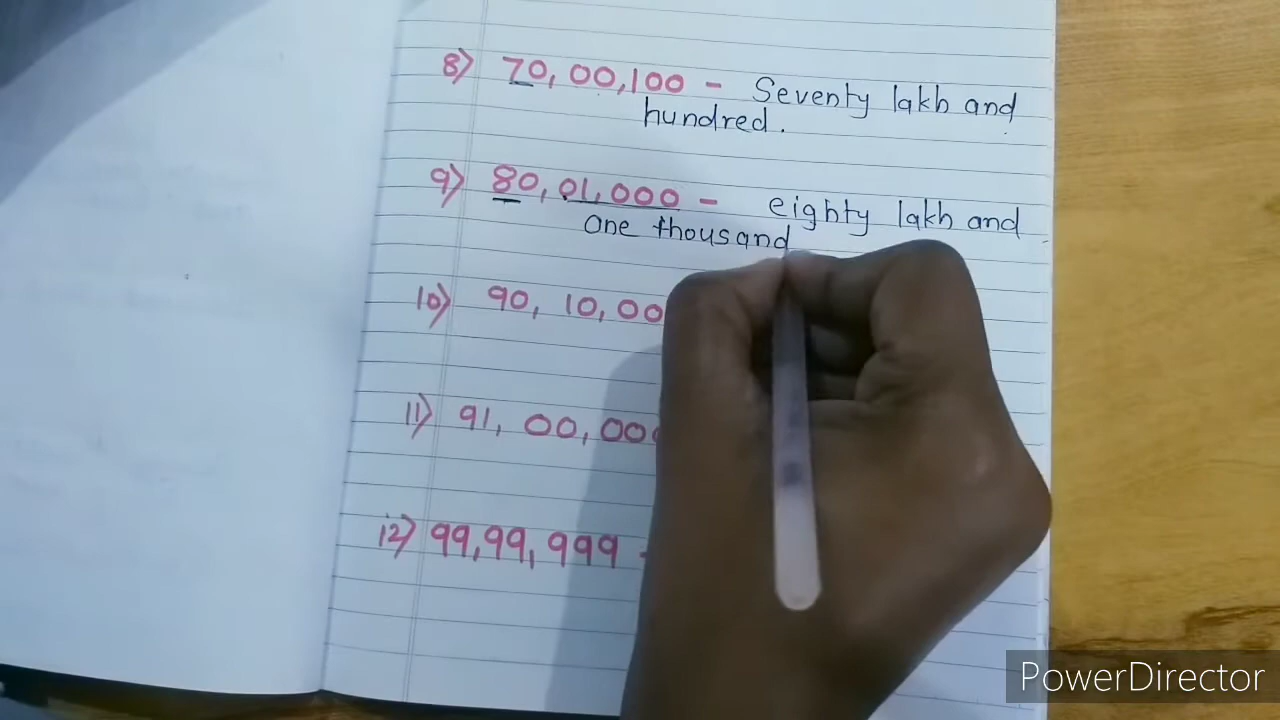 8) 70,00,100 - Seventy lakh and
hundred.
9) 80,01,000 - eighty lakh and
one thousand
10) 90,10,00
11) 91,00,000
12) 99,99,999 -
PowerDirector